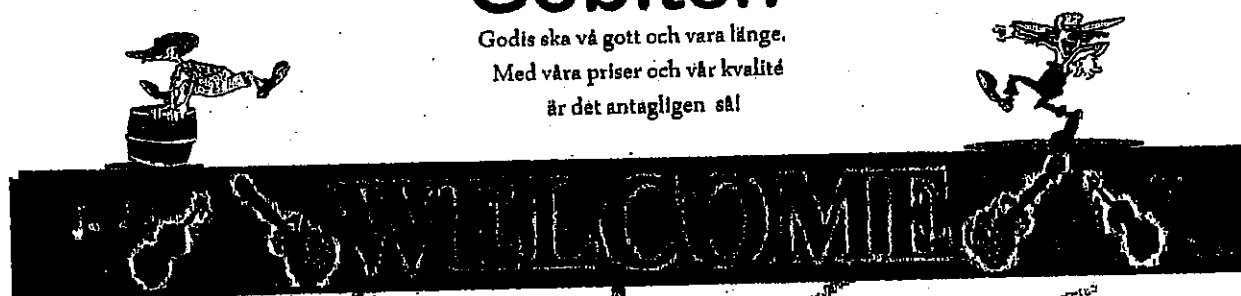 Godis ska vå gott och vara länge.
Med våra priser och vår kvalité
är det antagligen så!
WELCOME